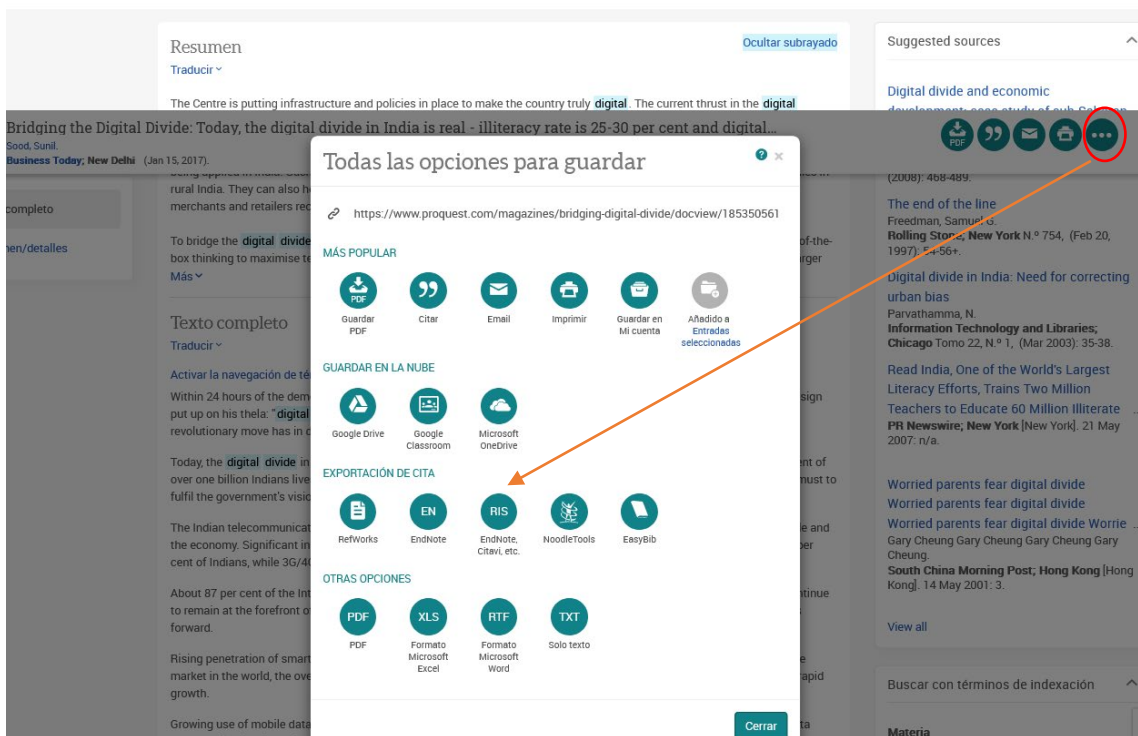 Resumen
Ocultar subrayado
Traducir
The Centre is putting infrastructure and policies in place to make the country truly digital. The current thrust in the digital
Bridging the Digital Divide: Today, the digital divide in India is real - illiteracy rate is 25-30 per cent and digital...
Sood, Sunil.
Business Today; New Delhi (Jan 15, 2017).
PDF
rural India. They can also
merchants and retailers
completo
To bridge the digital divide
of-the-
box thinking to maximise
arger
Más
Texto completo
Traducir
Activar la navegación de
Within 24 hours of the
sign
put up on his thela: "digital
revolutionary move has in
Today, the digital divide in
ent of
over one billion Indians live
must to
fulfil the government's
The Indian telecommunicat
e and
the economy. Significant in
per
cent of Indians, while
About 87 per cent of the
ntinue
to remain at the forefront
forward.
Rising penetration of
market in the world, the
rapid
growth.
Growing use of mobile data
ta
Todas las opciones para guardar
https://www.proquest.com/magazines/bridging-digital-divide/docview/185350561
MÁS POPULAR
PDF
Guardar
PDF
Citar
Email
Imprimir
Guardar en
Mi cuenta
Añadido a
Entradas
seleccionadas
GUARDAR EN LA NUBE
Google Drive
Google
Classroom
Microsoft
OneDrive
EXPORTACIÓN DE CITA
EN
RIS
RefWorks
EndNote
EndNote,
Citavi, etc.
NoodleTools
EasyBib
OTRAS OPCIONES
PDF
XLS
RTF
TXT
PDF
Formato
Microsoft
Excel
Formato
Microsoft
Word
Solo texto
Cerrar
Suggested sources
Digital divide and economic
(2008): 468-489.
The end of the line
Freedman, Samuel G.
Rolling Stone; New York N.º 754, (Feb 20,
1997): 54-56+.
Digital divide in India: Need for correcting
urban bias
Parvathamma, N.
Information Technology and Libraries;
Chicago Tomo 22, N.º 1, (Mar 2003): 35-38.
Read India, One of the World's Largest
Literacy Efforts, Trains Two Million
Teachers to Educate 60 Million Illiterate
PR Newswire; New York [New York]. 21 May
2007: n/a.
Worried parents fear digital divide
Worried parents fear digital divide
Worried parents fear digital divide Worrie
Gary Cheung Gary Cheung Gary Cheung Gary
Cheung.
South China Morning Post; Hong Kong [Hong
Kong]. 14 May 2001: 3.
View all
Buscar con términos de indexación
Materia